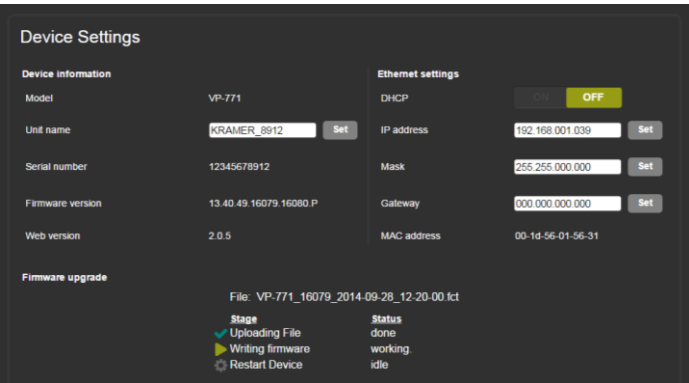 Device Settings
Device information
Model VP-771
Unit name KRAMER_8912 Set
Serial number 12345678912
Firmware version 13.40.49.16079.16080.P
Web version 2.0.5
Ethernet settings
DHCP ON OFF
IP address 192.168.001.039 Set
Mask 255.255.000.000 Set
Gateway 000.000.000.000 Set
MAC address 00-1d-56-01-56-31
Firmware upgrade
File: VP-771_16079_2014-09-28_12-20-00.fct
Stage Status
Uploading File done
Writing firmware working.
Restart Device idle